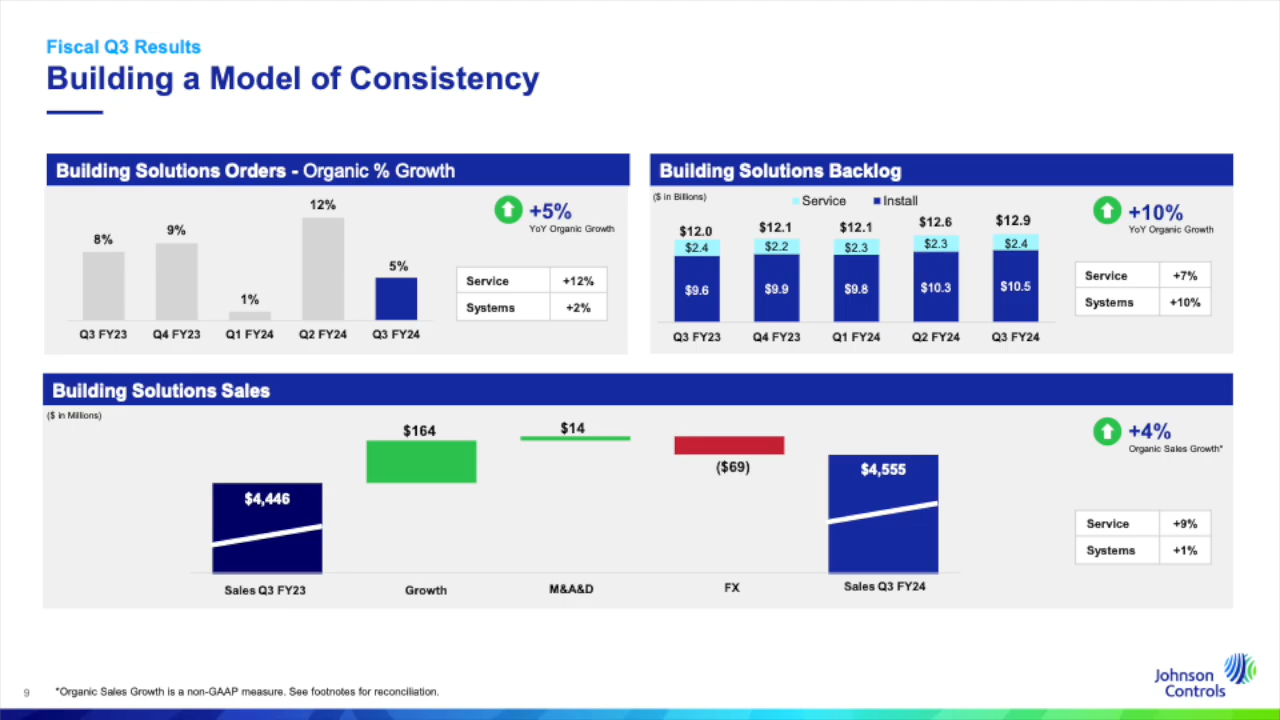 Fiscal Q3 Results
Building a Model of Consistency
Building Solutions Orders - Organic % Growth
8%
9%
1%
12%
5%
Q3 FY23
Q4 FY23
Q1 FY24
Q2 FY24
Q3 FY24
+5%
YoY Organic Growth
Service +12%
Systems +2%
Building Solutions Backlog
($ in Billions)
Service Install
$12.0 $12.1 $12.1 $12.6 $12.9
$2.4 $2.2 $2.3 $2.3 $2.4
$9.6 $9.9 $9.8 $10.3 $10.5
Q3 FY23 Q4 FY23 Q1 FY24 Q2 FY24 Q3 FY24
+10%
YoY Organic Growth
Service +7%
Systems +10%
Building Solutions Sales
($ in Millions)
$4,446
$164
$14
($69)
$4,555
Sales Q3 FY23
Growth
M&A&D
FX
Sales Q3 FY24
+4%
Organic Sales Growth*
Service +9%
Systems +1%
9
*Organic Sales Growth is a non-GAAP measure. See footnotes for reconciliation.
Johnson
Controls